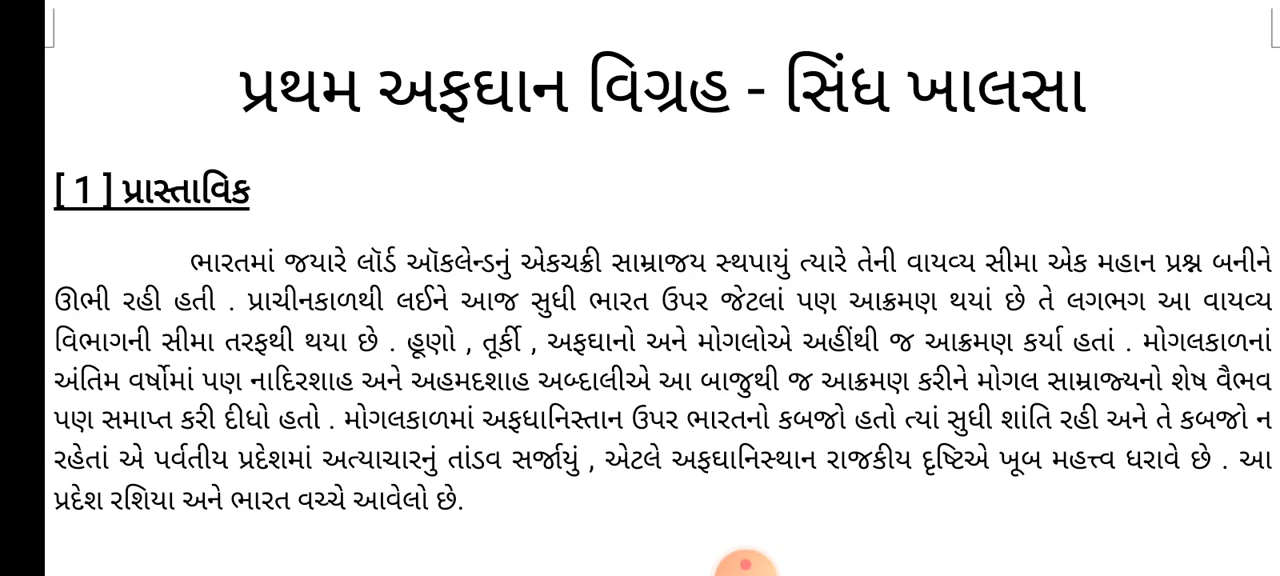 પ્રથમ અફઘાન વિગ્રહ - સિંધ ખાલસા
[ 1 ] પ્રાસ્તાવિક
ભારતમાં જયારે લૉર્ડ ઑકલેન્ડનું એકચક્રી સામ્રાજય સ્થપાયું ત્યારે તેની વાયવ્ય સીમા એક મહાન પ્રશ્ન બનીને
ઊભી રહી હતી . પ્રાચીનકાળથી લઈને આજ સુધી ભારત ઉપર જેટલાં પણ આક્રમણ થયાં છે તે લગભગ આ વાયવ્ય
વિભાગની સીમા તરફથી થયા છે . હૂણો , તૂર્કી , અફઘાનો અને મોગલોએ અહીંથી જ આક્રમણ કર્યા હતાં . મોગલકાળનાં
અંતિમ વર્ષોમાં પણ નાદિરશાહ અને અહમદશાહ અબ્દાલીએ આ બાજુથી જ આક્રમણ કરીને મોગલ સામ્રાજ્યનો શેષ વૈભવ
પણ સમાપ્ત કરી દીધો હતો . મોગલકાળમાં અફધાનિસ્તાન ઉપર ભારતનો કબજો હતો ત્યાં સુધી શાંતિ રહી અને તે કબજો ન
રહેતાં એ પર્વતીય પ્રદેશમાં અત્યાચારનું તાંડવ સર્જાયું , એટલે અફઘાનિસ્થાન રાજકીય દૃષ્ટિએ ખૂબ મહત્ત્વ ધરાવે છે . આ
પ્રદેશ રશિયા અને ભારત વચ્ચે આવેલો છે.